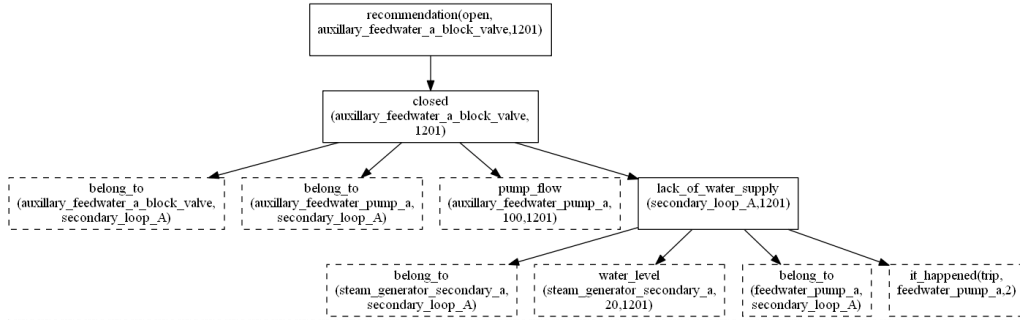 recommendation(open,
auxillary_feedwater_a_block_valve,1201)
closed
(auxillary_feedwater_a_block_valve,
1201)
belong_to
(auxillary_feedwater_a_block_valve,
secondary_loop_A)
belong_to
(auxillary_feedwater_pump_a,
secondary_loop_A)
pump_flow
(auxillary_feedwater_pump_a,
100,1201)
lack_of_water_supply
(secondary_loop_A,1201)
belong_to
(steam_generator_secondary_a,
secondary_loop_A)
water_level
(steam_generator_secondary_a,
20,1201)
belong_to
(feedwater_pump_a,
secondary_loop_A)
it_happened(trip,
feedwater_pump_a,2)